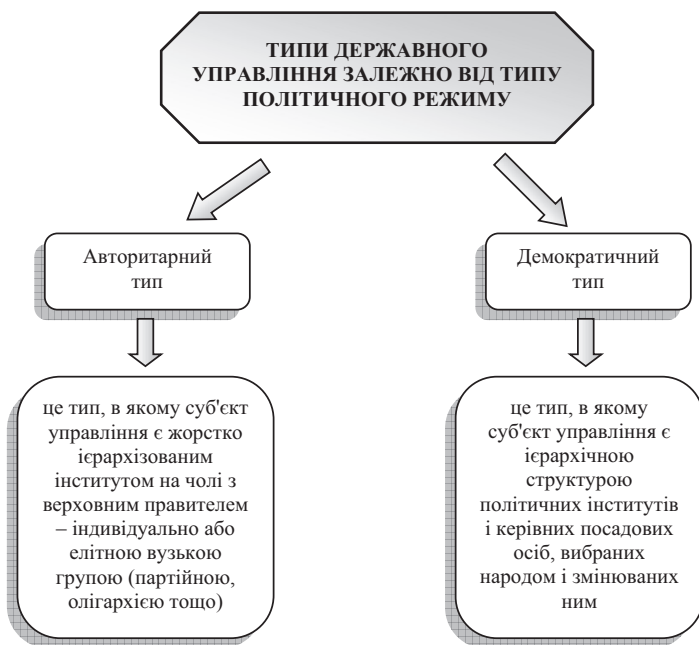 ТИПИ ДЕРЖАВНОГО
УПРАВЛІННЯ ЗАЛЕЖНО ВІД ТИПУ
ПОЛІТИЧНОГО РЕЖИМУ
Авторитарний
тип
Демократичний
тип
це тип, в якому суб'єкт
управління є жорстко
ієрархізованим
інститутом на чолі з
верховним правителем
– індивідуально або
елітною вузькою
групою (партійною,
олігархією тощо)
це тип, в якому
суб'єкт управління є
ієрархічною
структурою
політичних інститутів
і керівних посадових
осіб, вибраних
народом і змінюваних
ним